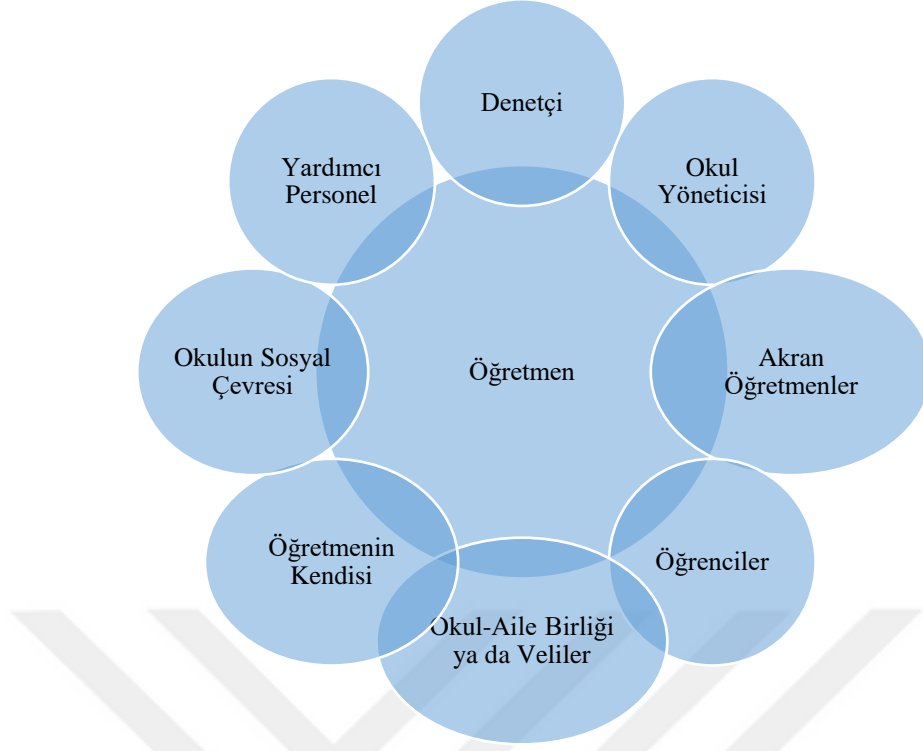 Denetçi
Yardımcı
Personel
Okul
Yöneticisi
Okulun Sosyal
Çevresi
Öğretmen
Akran
Öğretmenler
Öğretmenin
Kendisi
Öğrenciler
Okul-Aile Birliği
ya da Veliler